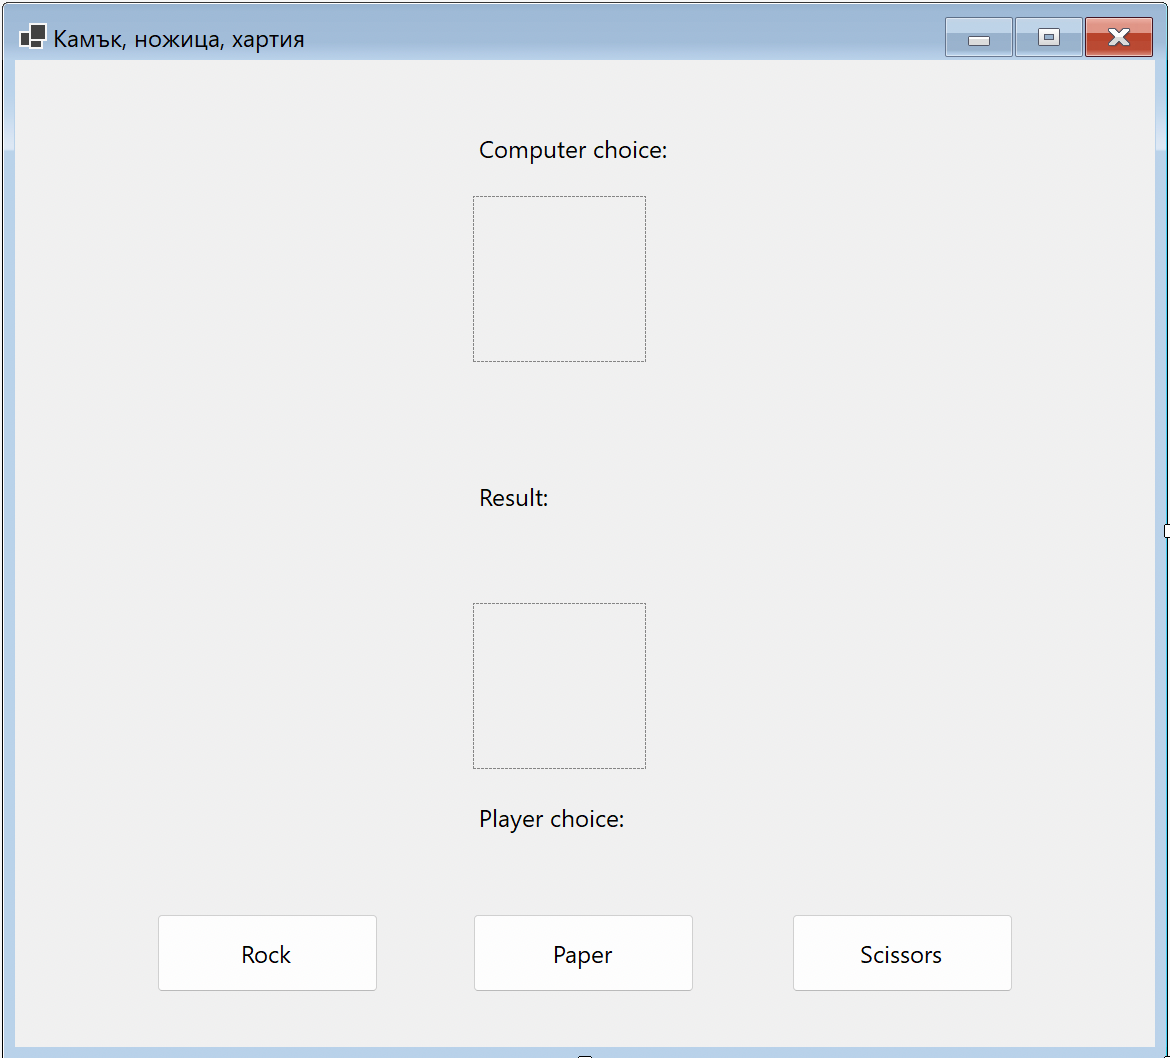 Камък, ножица, хартия
Computer choice:
Result:
Player choice:
Rock
Paper
Scissors